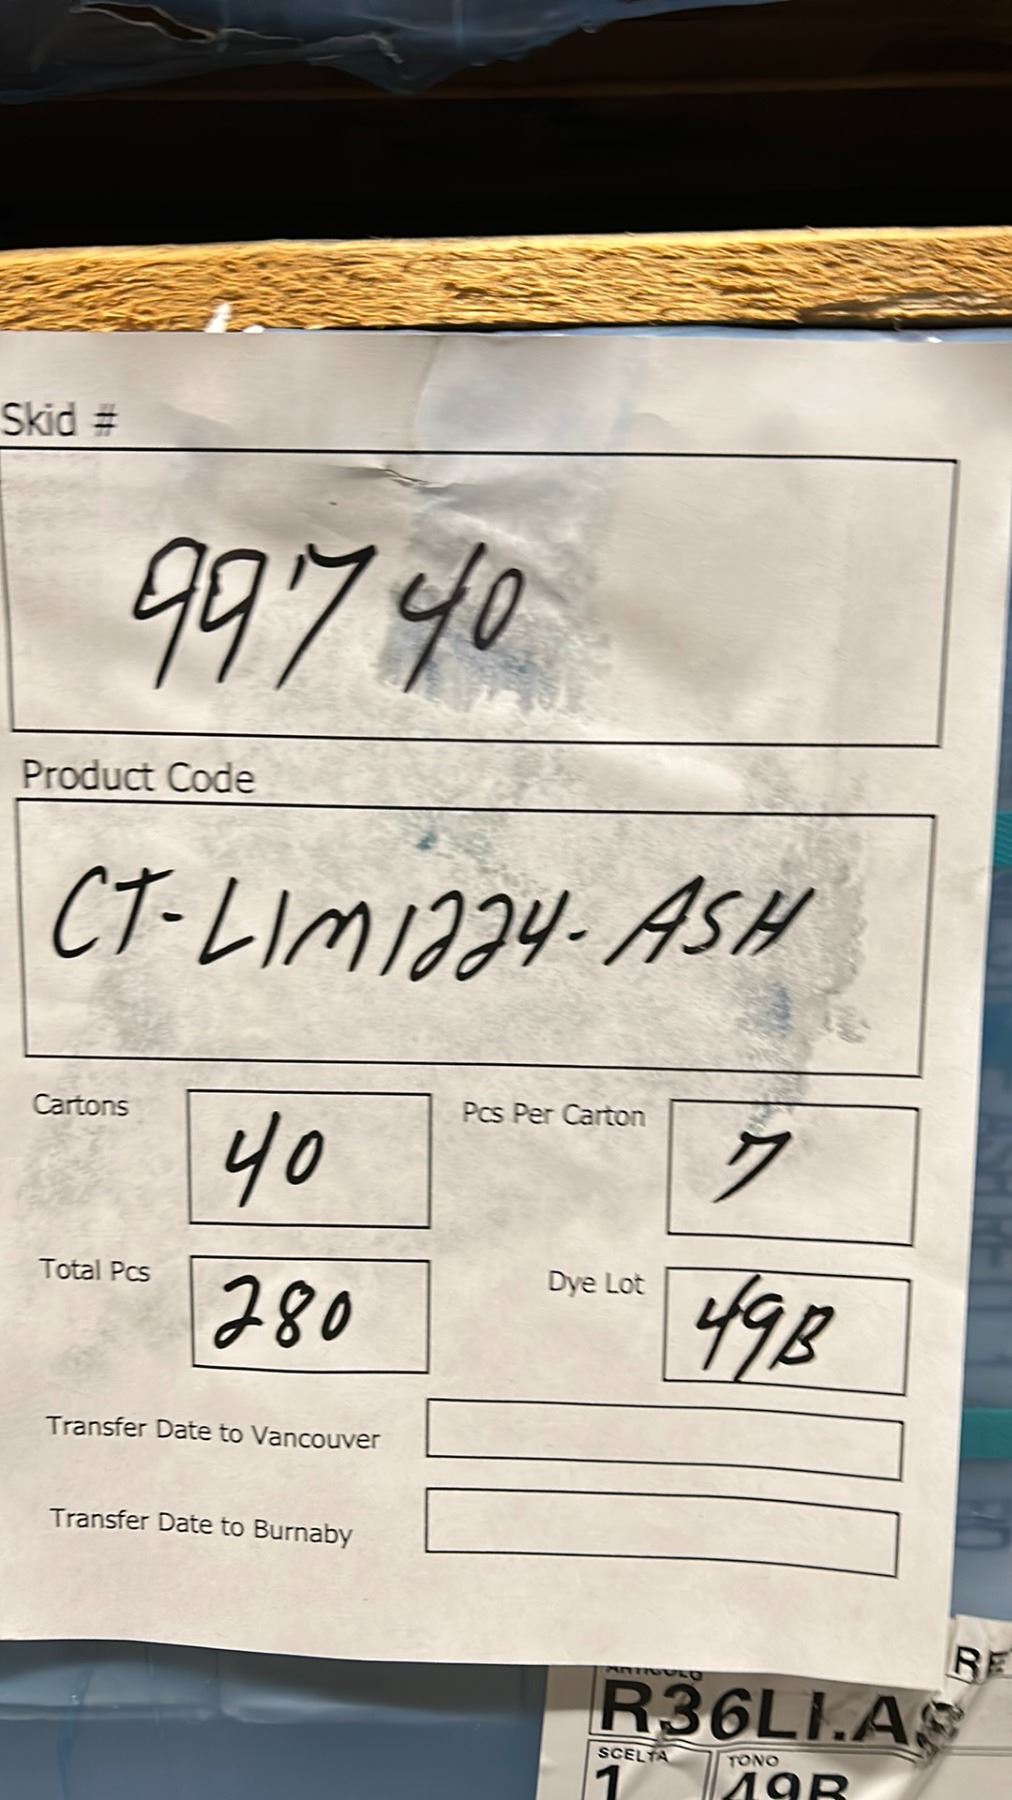 Skid #
99740
Product Code
CT-LIM1224-ASH
Cartons 40 Pcs Per Carton 7
Total Pcs 280 Dye Lot 49B
Transfer Date to Vancouver
Transfer Date to Burnaby
ARTICOLO
R36LI.A
SCELTA TONO
1 49B